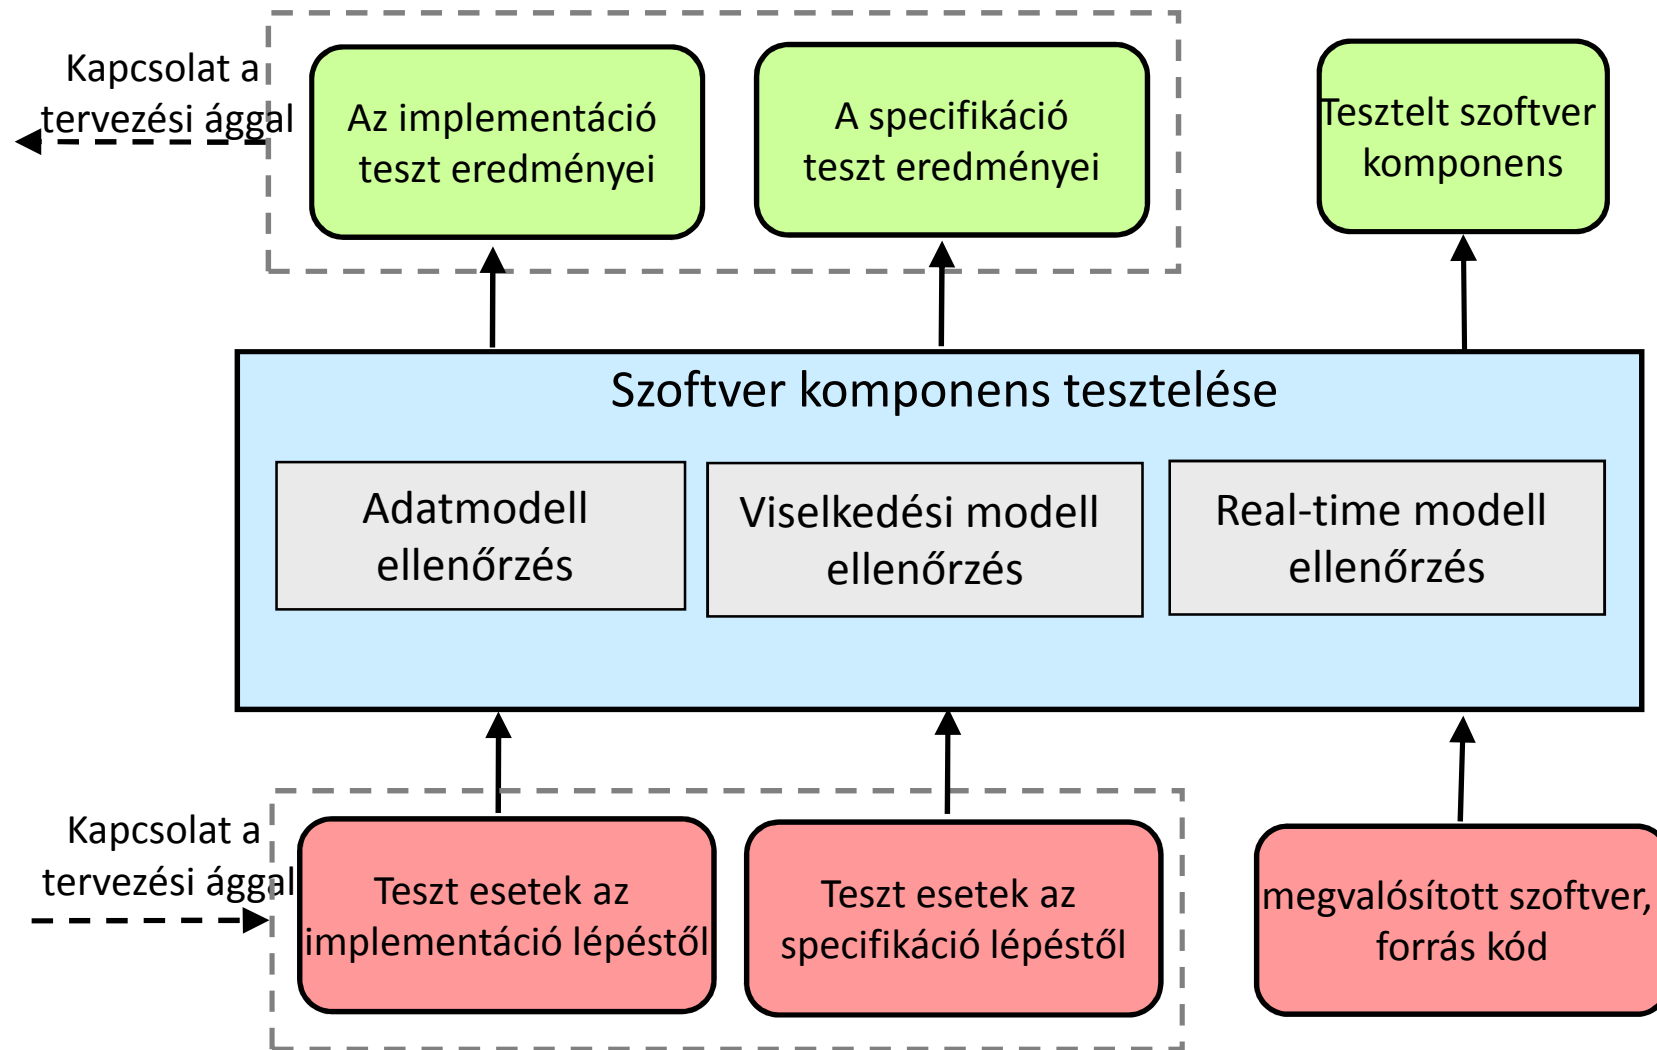 Kapcsolat a
tervezési ággal
Az implementáció
teszt eredményei
A specifikáció
teszt eredményei
Tesztelt szoftver
komponens
Szoftver komponens tesztelése
Adatmodell
ellenőrzés
Viselkedési modell
ellenőrzés
Real-time modell
ellenőrzés
Kapcsolat a
tervezési ággal
Teszt esetek az
implementáció lépéstől
Teszt esetek az
specifikáció lépéstől
megvalósított szoftver,
forrás kód